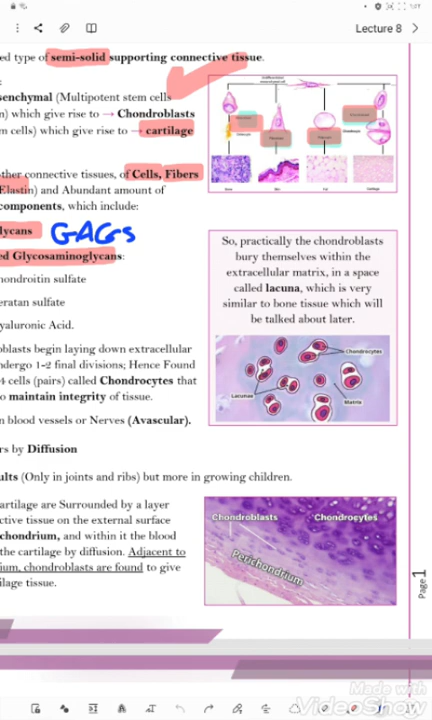 Lecture 8
ed type of semi-solid supporting connective tissue.
senchymal (Multipotent stem cells
n) which give rise to → Chondroblasts
m cells) which give rise to → cartilage
ther connective tissues, of Cells, Fibers
Elastin) and Abundant amount of
components, which include:
lycans GAGs
ed Glycosaminoglycans:
hondroitin sulfate
eratan sulfate
yaluronic Acid.
oblasts begin laying down extracellular
ndergo 1-2 final divisions; Hence Found
4 cells (pairs) called Chondrocytes that
o maintain integrity of tissue.
n blood vessels or Nerves (Avascular).
rs by Diffusion
ults (Only in joints and ribs) but more in growing children.
artilage are Surrounded by a layer
ctive tissue on the external surface
chondrium, and within it the blood
the cartilage by diffusion. Adjacent to
ium, chondroblasts are found to give
ilage tissue.
So, practically the chondroblasts
bury themselves within the
extracellular matrix, in a space
called lacuna, which is very
similar to bone tissue which will
be talked about later.
Chondrocytes
Lacunae
Matrix
Chondroblasts
Chondrocytes
Perichondrium
Page 1
Made with
VideoShow